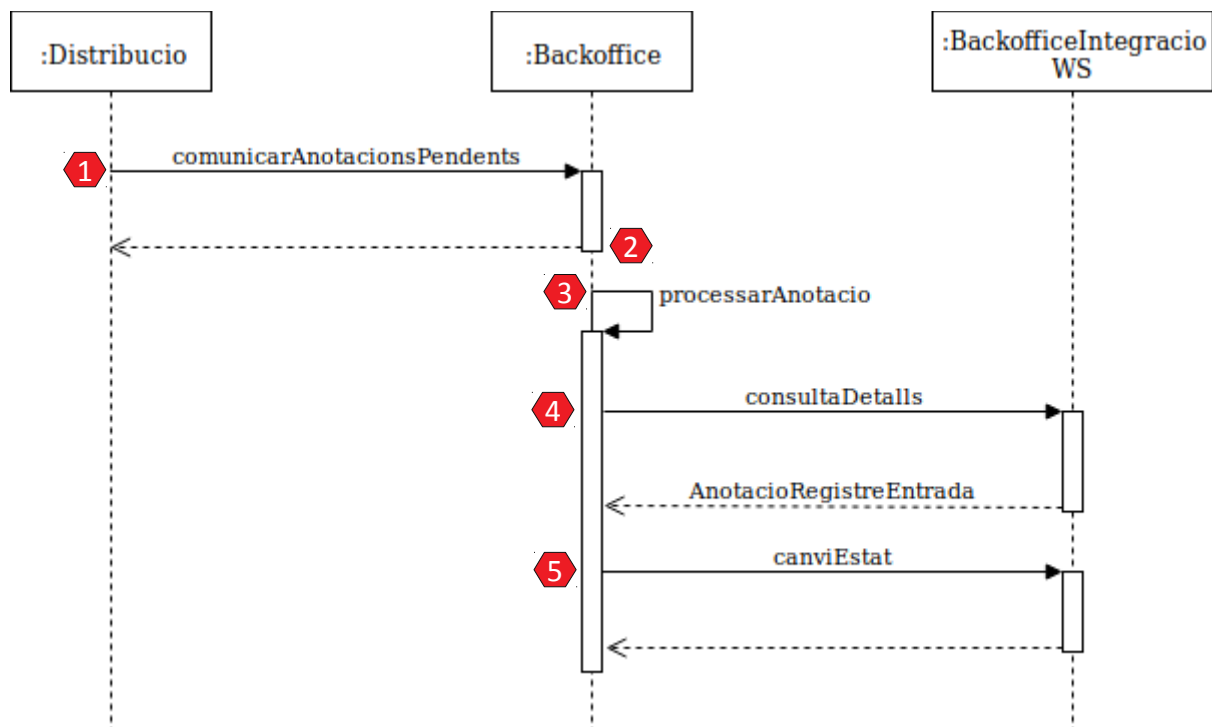 :Distribucio
:Backoffice
:BackofficeIntegracio
WS
comunicarAnotacionsPendents
1
2
3
processarAnotacio
consultaDetalls
4
AnotacioRegistreEntrada
canviEstat
5